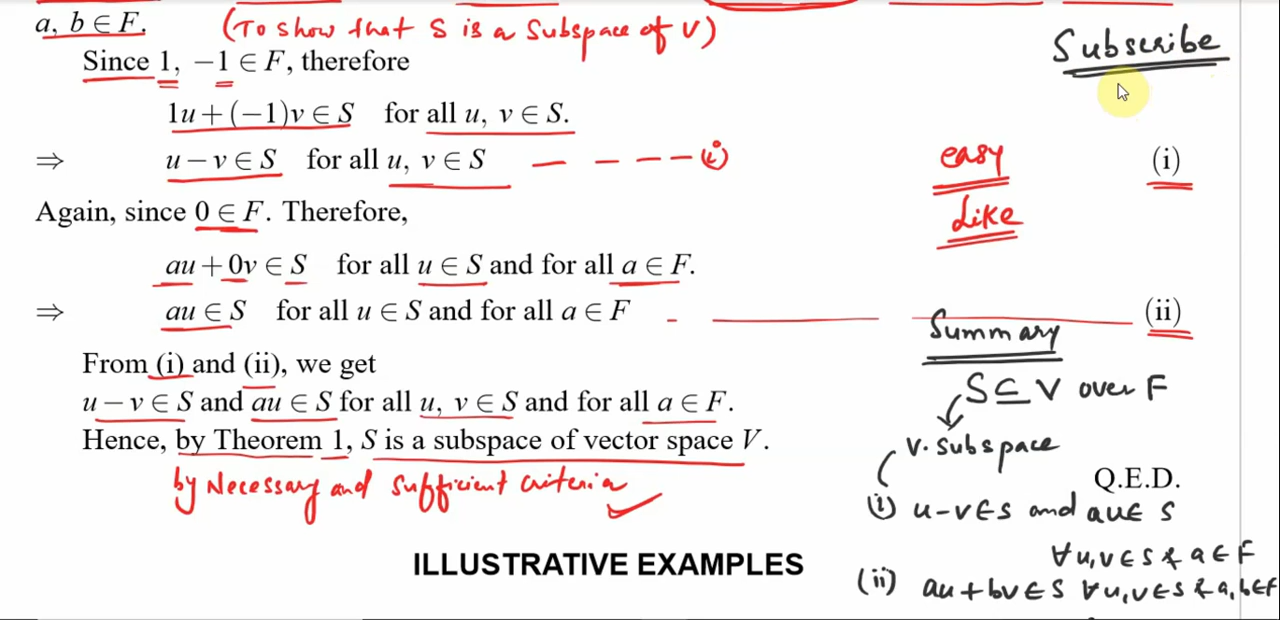 a, b ∈ F. (To show that S is a Subspace of V)
Subscribe
Since 1, −1 ∈ F, therefore
1u + (−1)v ∈ S for all u, v ∈ S.
⇒ u − v ∈ S for all u, v ∈ S — — — — (i) easy (i)
Again, since 0 ∈ F. Therefore, Like
au + 0v ∈ S for all u ∈ S and for all a ∈ F.
⇒ au ∈ S for all u ∈ S and for all a ∈ F (ii)
Summary
From (i) and (ii), we get
S ⊆ V over F
u − v ∈ S and au ∈ S for all u, v ∈ S and for all a ∈ F.
Hence, by Theorem 1, S is a subspace of vector space V.
V. Subspace
by Necessary and Sufficient Criteria
Q.E.D.
(i) u-v∈S and au∈ S
∀u,v∈S & a∈F
ILLUSTRATIVE EXAMPLES
(ii) au+bv∈S ∀u,v∈S & a,b∈F